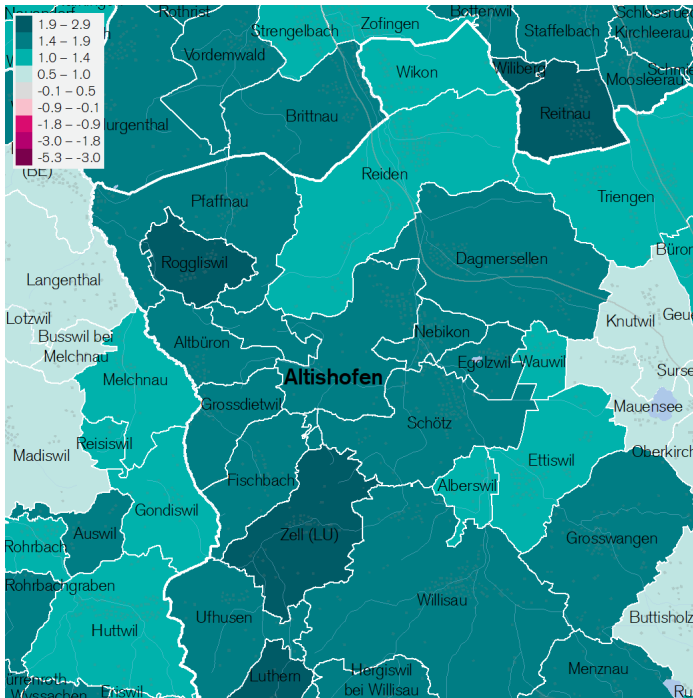 Rothrist
Bottenwil
Strengelbach
Zofingen
Staffelbach
Kirchleerau
Vordemwald
Wikon
Wiliberg
Moosleerau
Brittnau
Reitnau
1.9 – 2.9
1.4 – 1.9
1.0 – 1.4
0.5 – 1.0
-0.1 – 0.5
-0.9 – -0.1
-1.8 – -0.9
-3.0 – -1.8
-5.3 – -3.0
(BE)
Reiden
Pfaffnau
Triengen
Roggliswil
Dagmersellen
Langenthal
Lotzwil
Knutwil
Busswil bei
Melchnau
Altbüron
Nebikon
Egolzwil
Wauwil
Melchnau
Altishofen
Grossdietwil
Mauensee
Schötz
Reisiswil
Madiswil
Ettiswil
Fischbach
Alberswil
Gondiswil
Auswil
Zell (LU)
Rohrbach
Grosswangen
Rohrbachgraben
Willisau
Ufhusen
Buttisholz
Huttwil
Luthern
Hergiswil
bei Willisau
Menznau